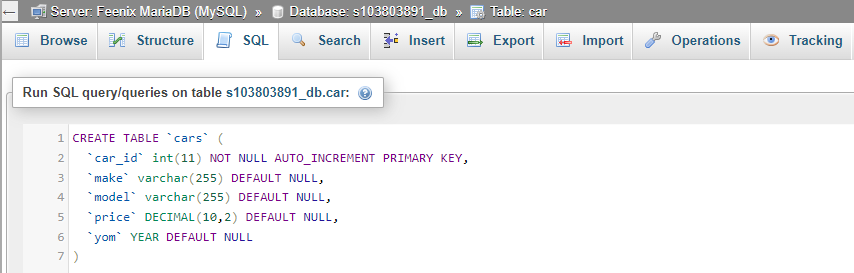 ← Server: Feenix MariaDB (MySQL) » Database: s103803891_db » Table: car
Browse Structure SQL Search Insert Export Import Operations Tracking
Run SQL query/queries on table s103803891_db.car:
1 CREATE TABLE `cars` (
2 `car_id` int(11) NOT NULL AUTO_INCREMENT PRIMARY KEY,
3 `make` varchar(255) DEFAULT NULL,
4 `model` varchar(255) DEFAULT NULL,
5 `price` DECIMAL(10,2) DEFAULT NULL,
6 `yom` YEAR DEFAULT NULL
7 )